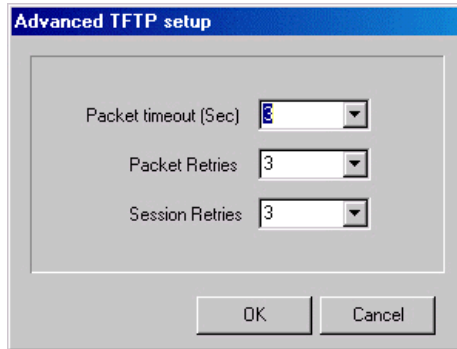 Advanced TFTP setup
Packet timeout (Sec) 3
Packet Retries 3
Session Retries 3
OK Cancel